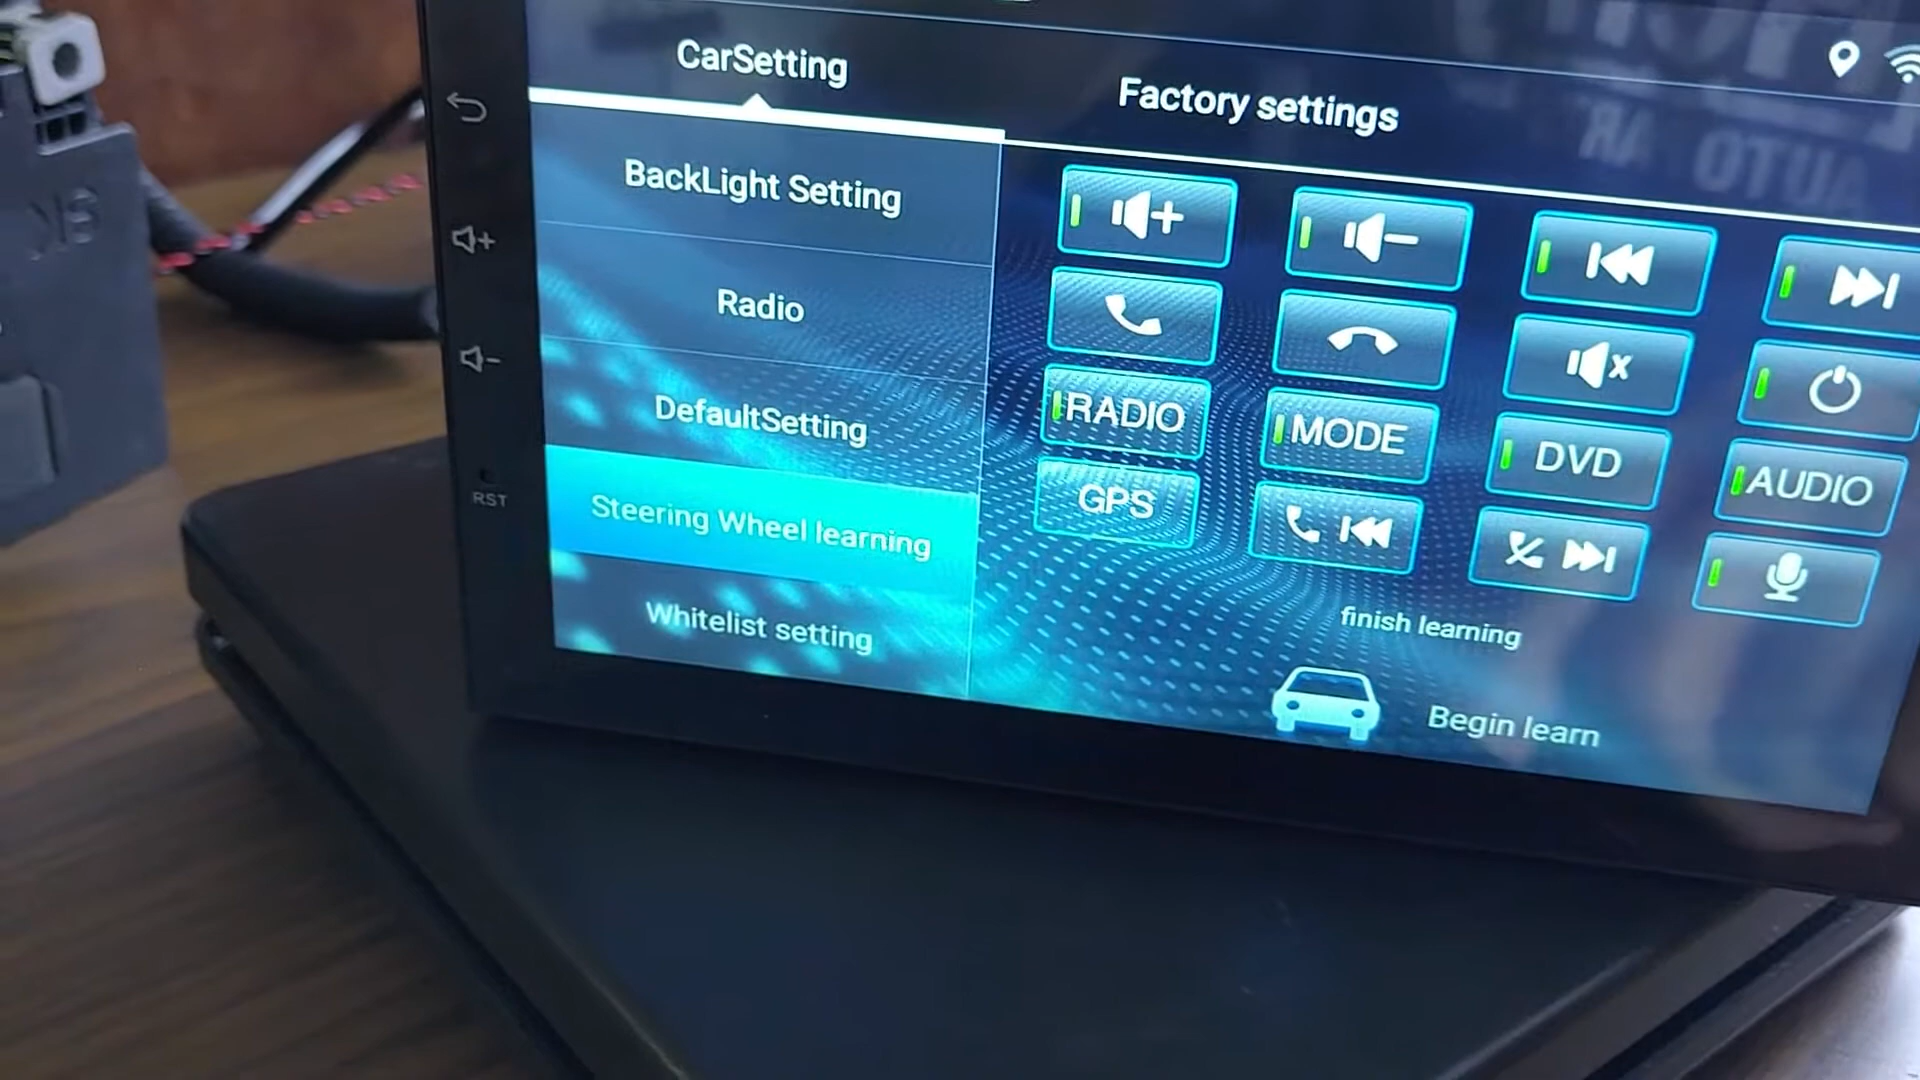 CarSetting
Factory settings
BackLight Setting
Radio
DefaultSetting
Steering Wheel learning
Whitelist setting
RADIO
MODE
DVD
AUDIO
GPS
finish learning
Begin learn
RST
AUTO